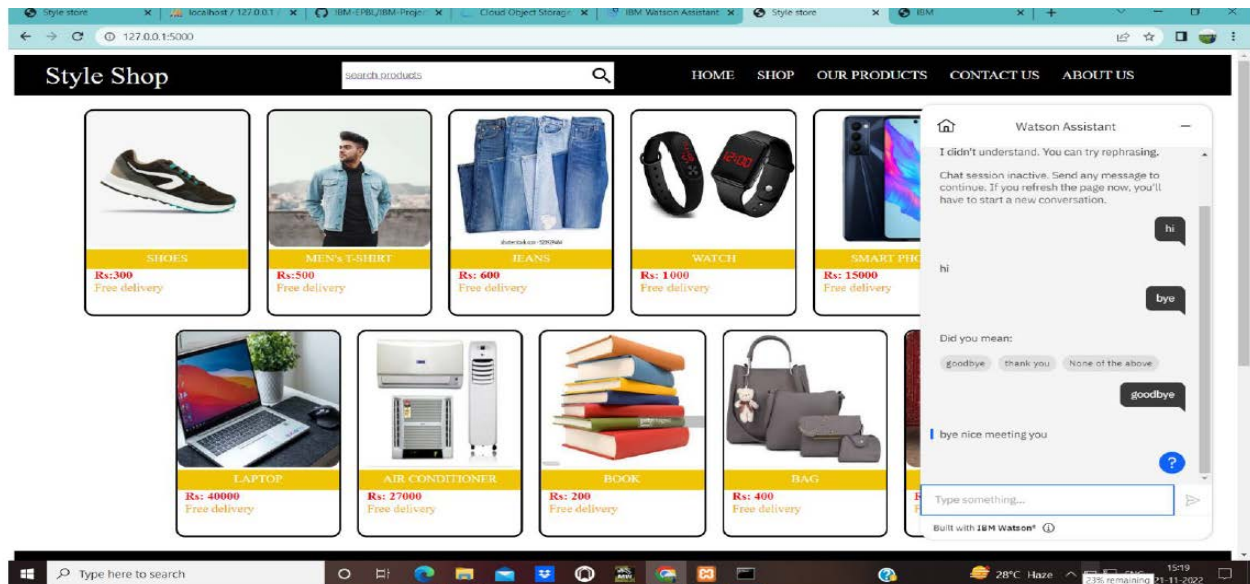 Style store
localhost / 127.0.0.1
IBM-EPBL/IBM-Projec
Cloud Object Storage
IBM Watson Assistant
Style store
IBM
127.0.0.1:5000
Style Shop
search products
HOME
SHOP
OUR PRODUCTS
CONTACT US
ABOUT US
SHOES
Rs:300
Free delivery
MEN's T-SHIRT
Rs:500
Free delivery
JEANS
Rs: 600
Free delivery
WATCH
Rs: 1000
Free delivery
SMART PHO
Rs: 15000
Free delivery
LAPTOP
Rs: 40000
Free delivery
AIR CONDITIONER
Rs: 27000
Free delivery
BOOK
Rs: 200
Free delivery
BAG
Rs: 400
Free delivery
Watson Assistant
I didn't understand. You can try rephrasing.
Chat session inactive. Send any message to
continue. If you refresh the page now, you'll
have to start a new conversation.
hi
hi
bye
Did you mean:
goodbye
thank you
None of the above
goodbye
bye nice meeting you
Type something...
Built with IBM Watson®
Type here to search
28°C Haze
15:19
23% remaining
21-11-2022